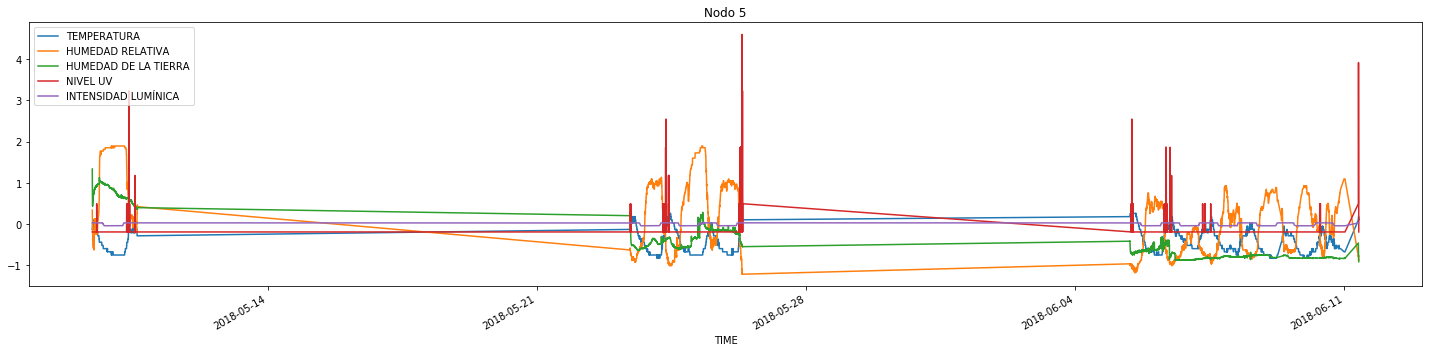 Nodo 5
TEMPERATURA
HUMEDAD RELATIVA
HUMEDAD DE LA TIERRA
NIVEL UV
INTENSIDAD LUMÍNICA
4
3
2
1
0
−1
2018-05-14
2018-05-21
2018-05-28
2018-06-04
2018-06-11
TIME